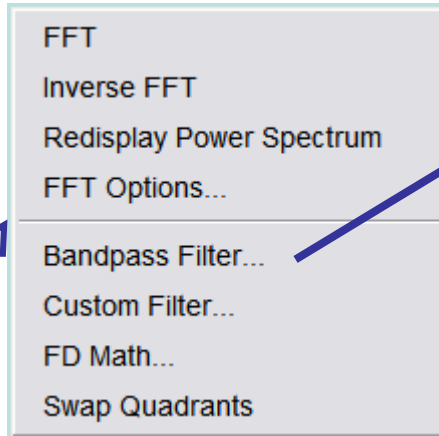 FFT
Inverse FFT
Redisplay Power Spectrum
FFT Options...
Bandpass Filter...
Custom Filter...
FD Math...
Swap Quadrants